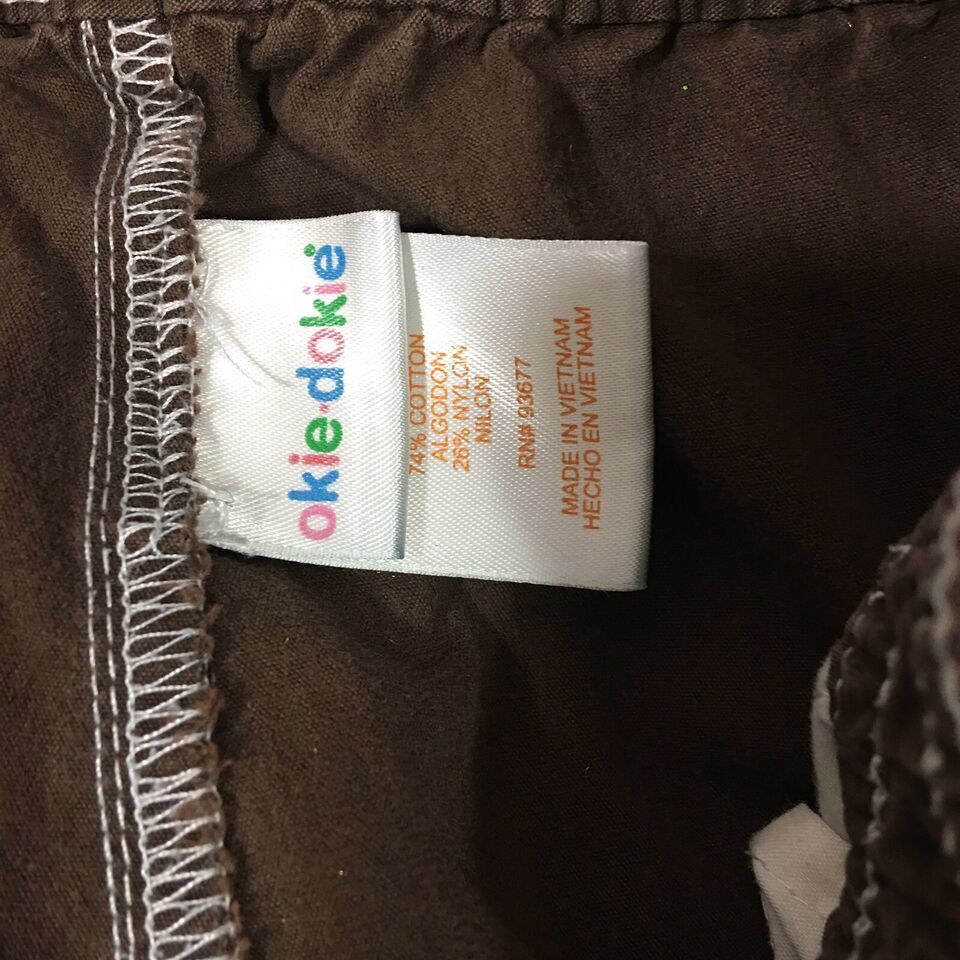 okie·dokie
74% COTTON
ALGODON
26% NYLON
NILON
RN# 93677
MADE IN VIETNAM
HECHO EN VIETNAM